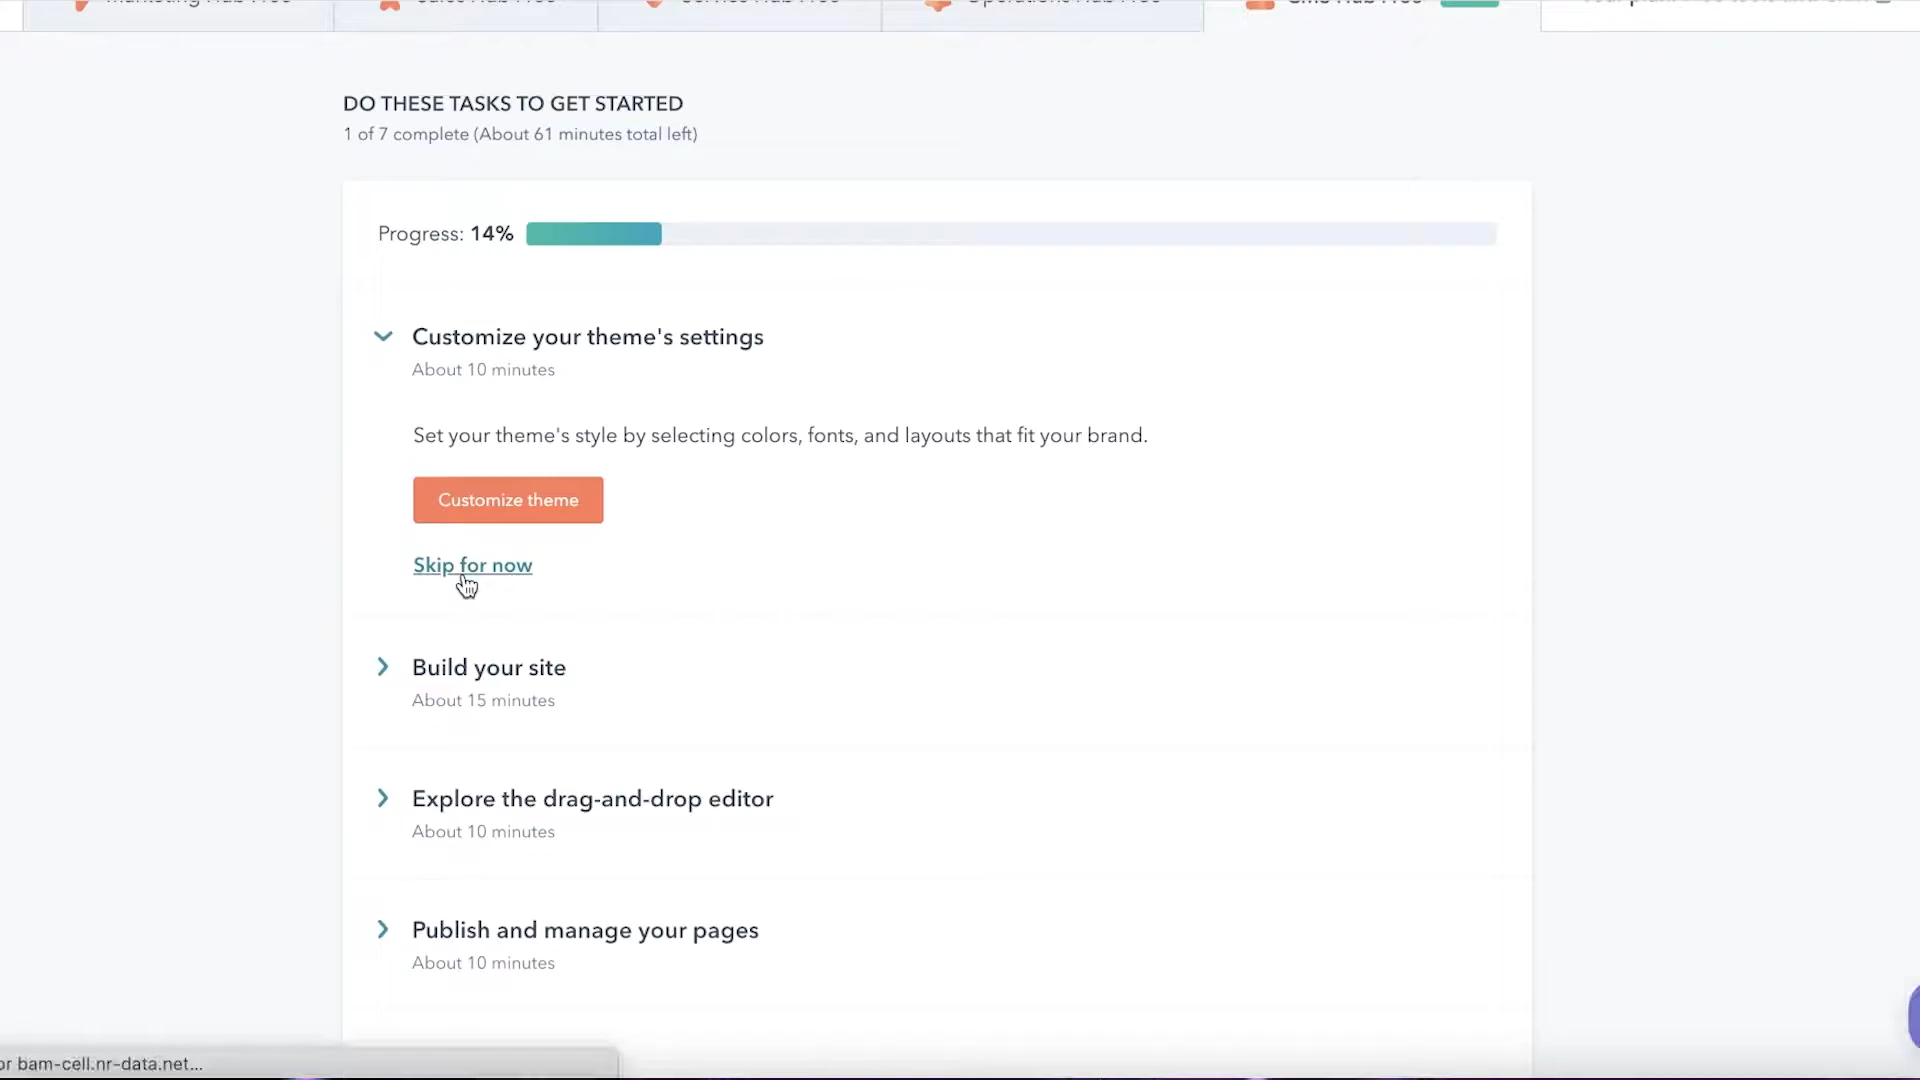 DO THESE TASKS TO GET STARTED
1 of 7 complete (About 61 minutes total left)
Progress: 14%
Customize your theme's settings
About 10 minutes
Set your theme's style by selecting colors, fonts, and layouts that fit your brand.
Customize theme
Skip for now
Build your site
About 15 minutes
Explore the drag-and-drop editor
About 10 minutes
Publish and manage your pages
About 10 minutes
or bam-cell.nr-data.net...